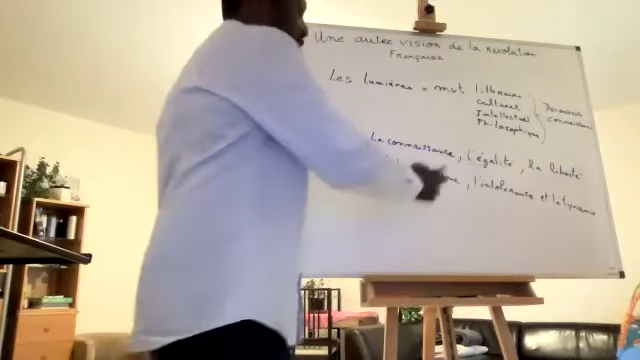 Une autre vision de la révolution
Française
Les Lumières = mvt littéraire
culturel
Intellectuel
Philosophique
La connaissance, l'égalité, la liberté
, l'intolérance et la tyrannie